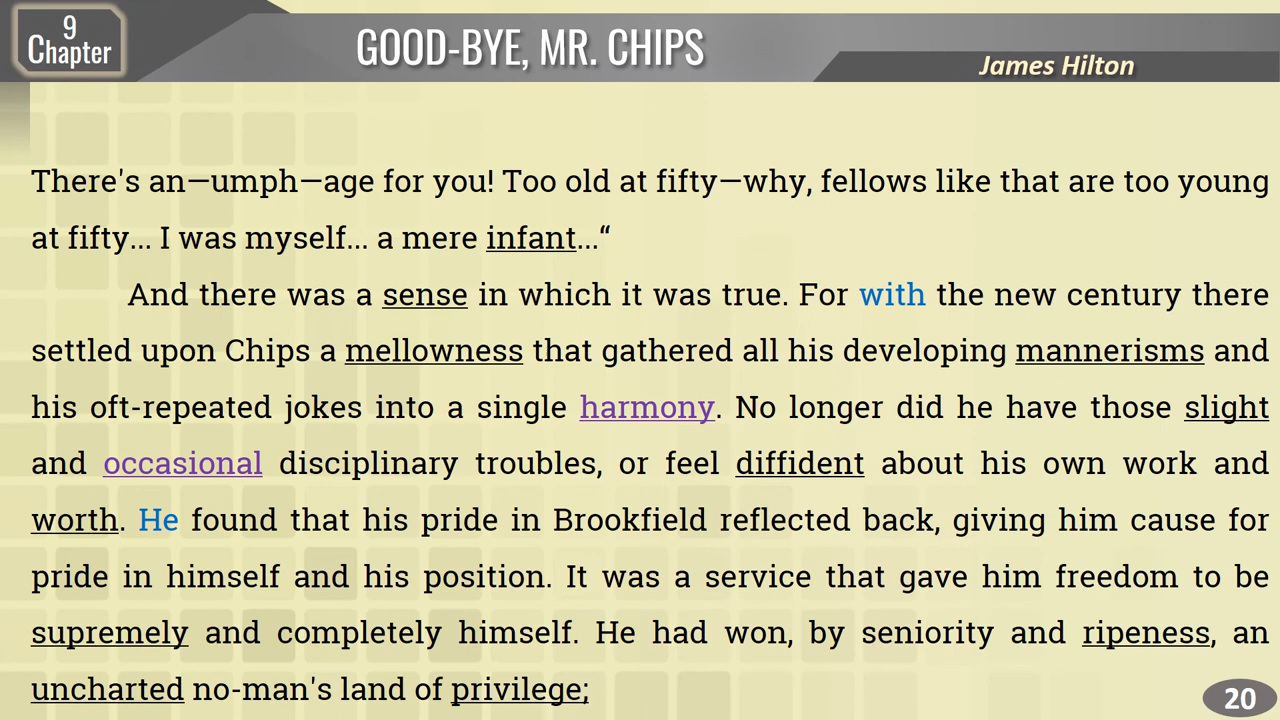 9
Chapter
GOOD-BYE, MR. CHIPS
James Hilton
There's an—umph—age for you! Too old at fifty—why, fellows like that are too young
at fifty... I was myself... a mere infant...“
And there was a sense in which it was true. For with the new century there
settled upon Chips a mellowness that gathered all his developing mannerisms and
his oft-repeated jokes into a single harmony. No longer did he have those slight
and occasional disciplinary troubles, or feel diffident about his own work and
worth. He found that his pride in Brookfield reflected back, giving him cause for
pride in himself and his position. It was a service that gave him freedom to be
supremely and completely himself. He had won, by seniority and ripeness, an
uncharted no-man's land of privilege;
20